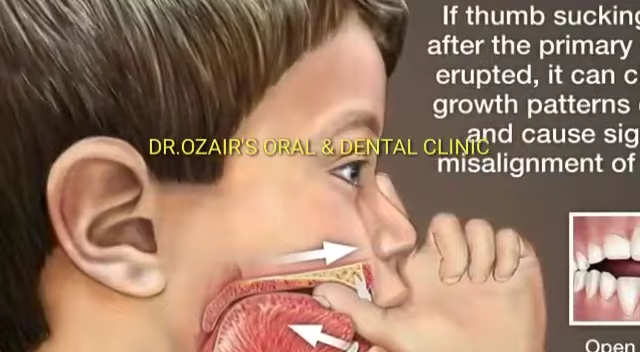 If thumb sucking
after the primary
erupted, it can c
growth patterns
DR.OZAIR'S ORAL & DENTAL CLINIC
and cause sig
misalignment of
Open